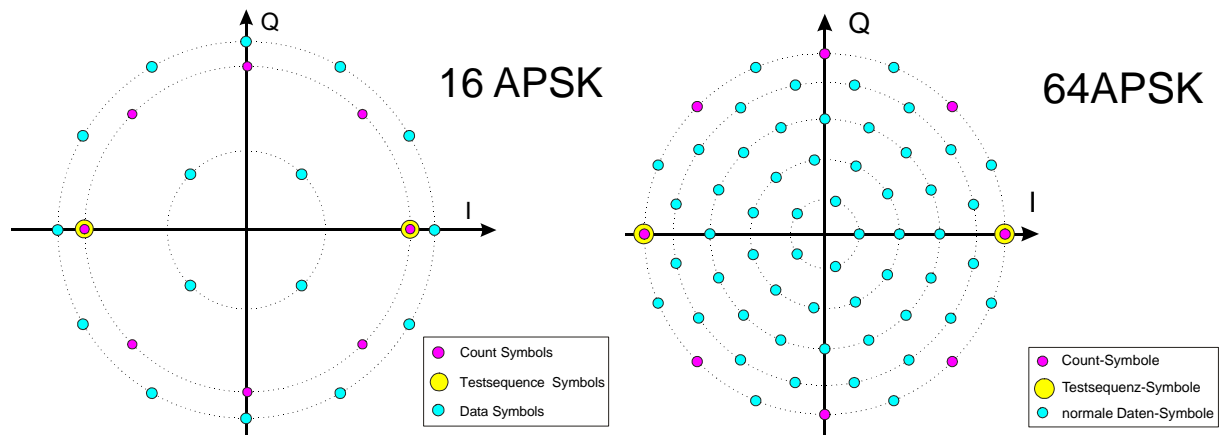 Q
16 APSK
I
Count Symbols
Testsequence Symbols
Data Symbols
Q
64APSK
I
Count-Symbole
Testsequenz-Symbole
normale Daten-Symbole